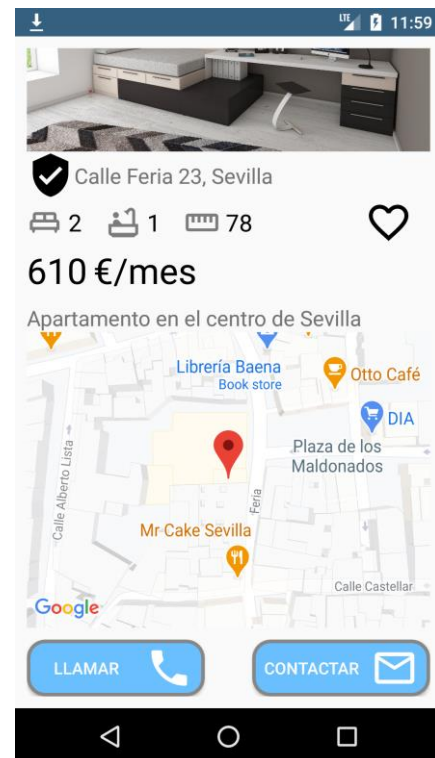 LTE 11:59
Calle Feria 23, Sevilla
2 1 78
610 €/mes
Apartamento en el centro de Sevilla
Librería Baena
Book store
Otto Café
DIA
Plaza de los
Maldonados
Calle Alberto Lista
Feria
Mr Cake Sevilla
Calle Castellar
Google
LLAMAR
CONTACTAR